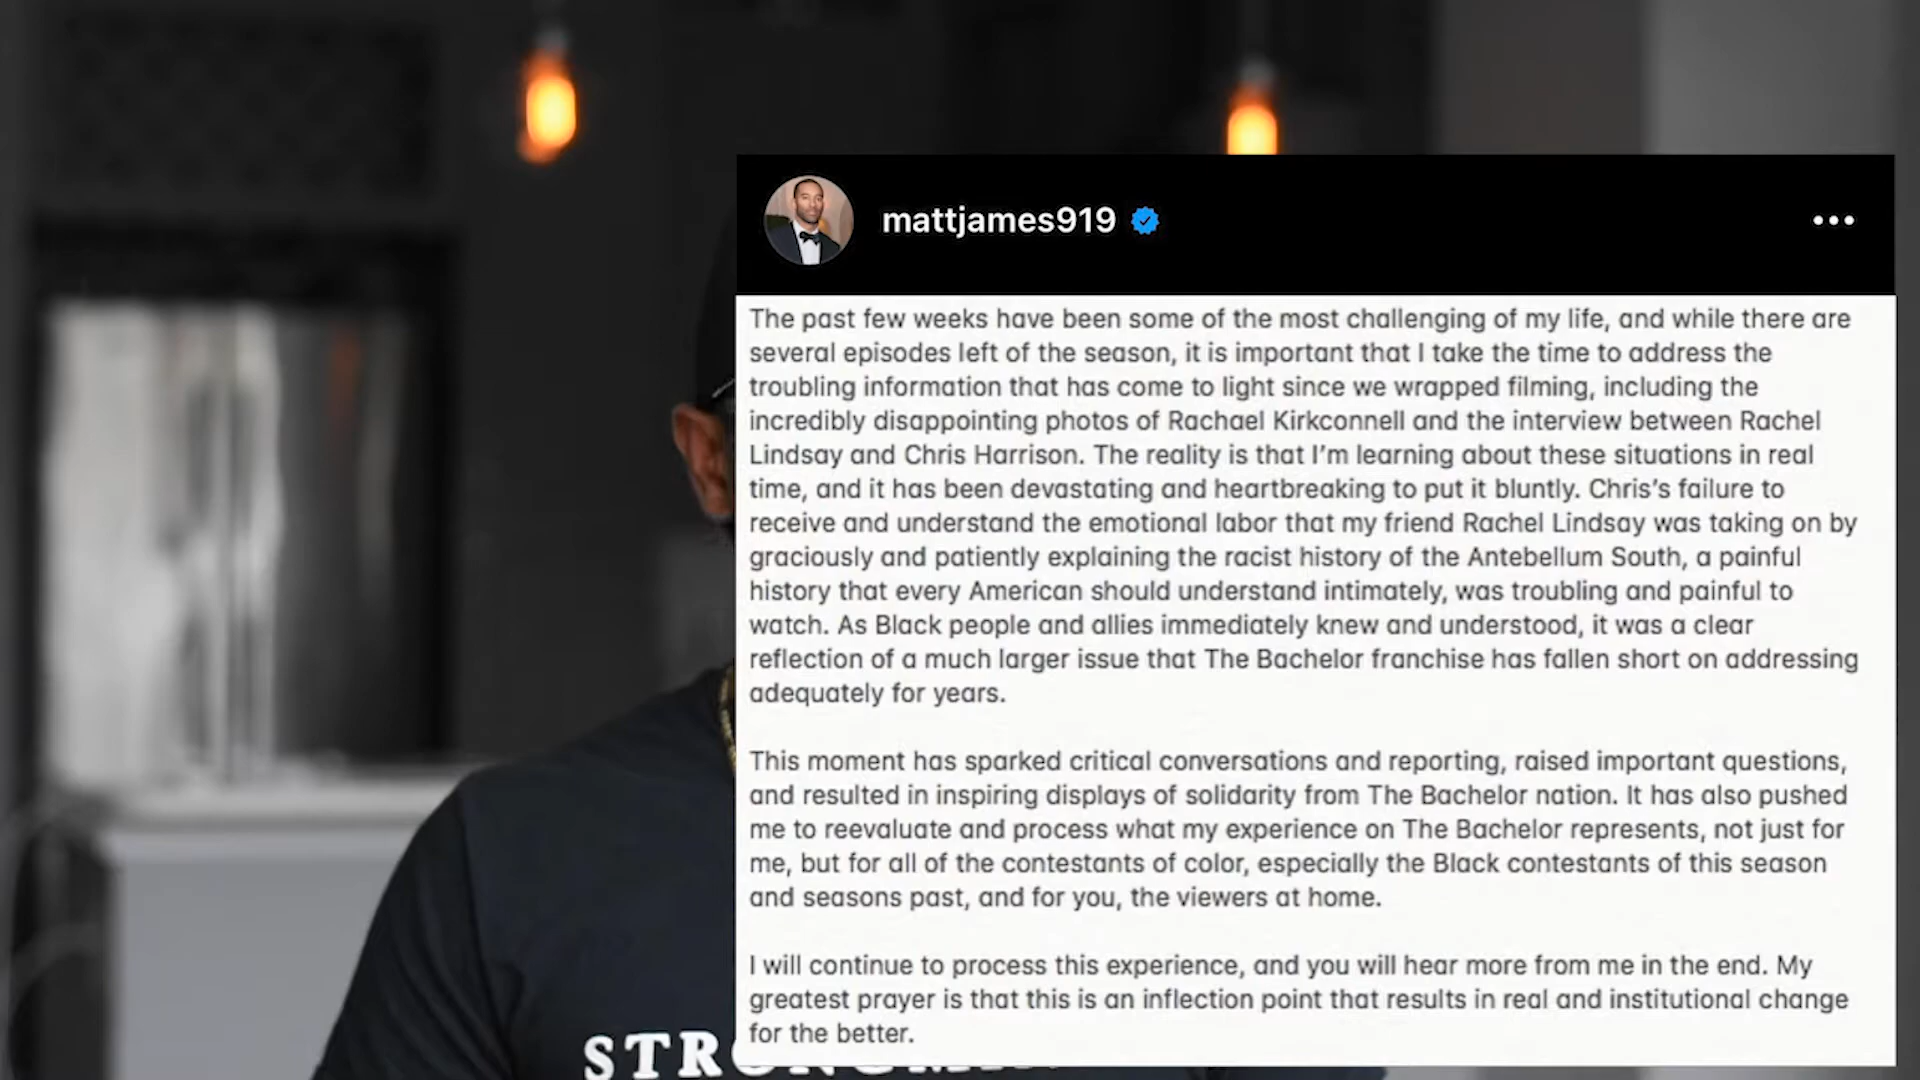 mattjames919
The past few weeks have been some of the most challenging of my life, and while there are
several episodes left of the season, it is important that I take the time to address the
troubling information that has come to light since we wrapped filming, including the
incredibly disappointing photos of Rachael Kirkconnell and the interview between Rachel
Lindsay and Chris Harrison. The reality is that I’m learning about these situations in real
time, and it has been devastating and heartbreaking to put it bluntly. Chris’s failure to
receive and understand the emotional labor that my friend Rachel Lindsay was taking on by
graciously and patiently explaining the racist history of the Antebellum South, a painful
history that every American should understand intimately, was troubling and painful to
watch. As Black people and allies immediately knew and understood, it was a clear
reflection of a much larger issue that The Bachelor franchise has fallen short on addressing
adequately for years.
This moment has sparked critical conversations and reporting, raised important questions,
and resulted in inspiring displays of solidarity from The Bachelor nation. It has also pushed
me to reevaluate and process what my experience on The Bachelor represents, not just for
me, but for all of the contestants of color, especially the Black contestants of this season
and seasons past, and for you, the viewers at home.
I will continue to process this experience, and you will hear more from me in the end. My
greatest prayer is that this is an inflection point that results in real and institutional change
for the better.